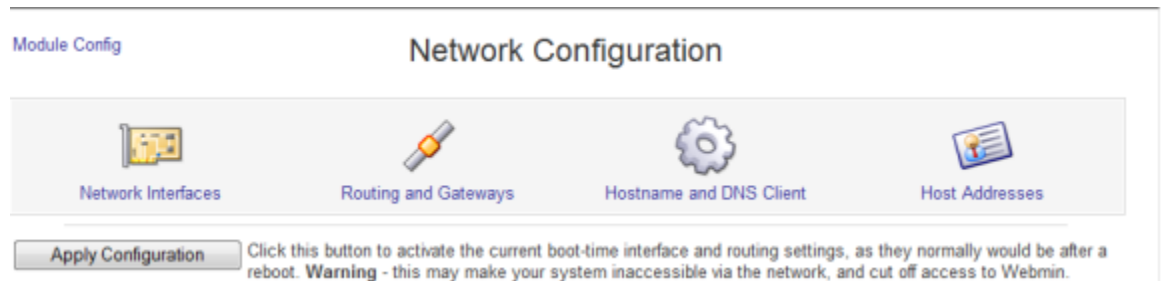 Module Config
Network Configuration
Network Interfaces
Routing and Gateways
Hostname and DNS Client
Host Addresses
Apply Configuration
Click this button to activate the current boot-time interface and routing settings, as they normally would be after a
reboot. Warning - this may make your system inaccessible via the network, and cut off access to Webmin.